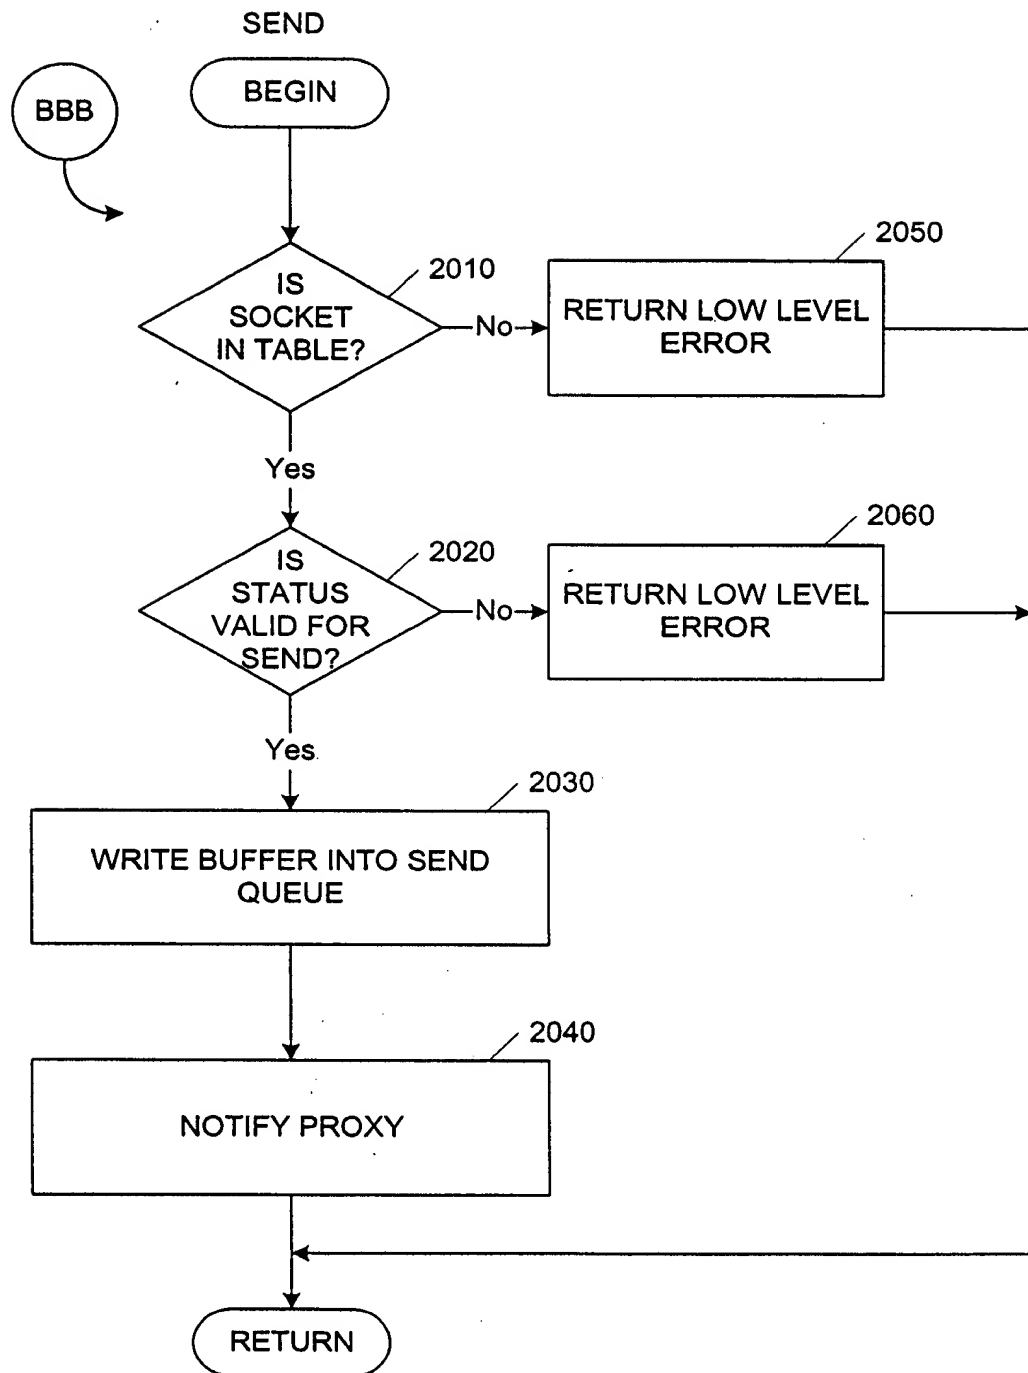 SEND
BBB
BEGIN
2010
IS
SOCKET
IN TABLE?
No
2050
RETURN LOW LEVEL
ERROR
Yes
2020
IS
STATUS
VALID FOR
SEND?
No
2060
RETURN LOW LEVEL
ERROR
Yes
2030
WRITE BUFFER INTO SEND
QUEUE
2040
NOTIFY PROXY
RETURN